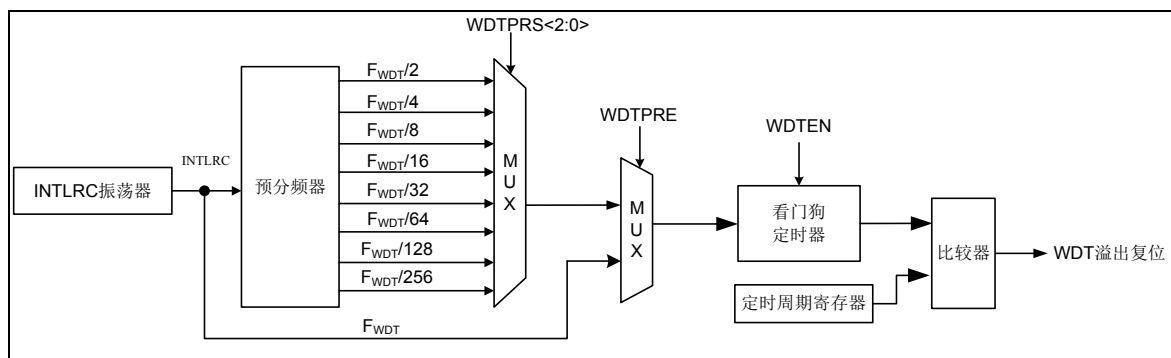 WDTPRS<2:0>
FWDT/2
FWDT/4
FWDT/8
FWDT/16
FWDT/32
FWDT/64
FWDT/128
FWDT/256
FWDT
INTLRC振荡器
INTLRC
预分频器
MUX
WDTPRE
MUX
WDTEN
看门狗
定时器
定时周期寄存器
比较器
WDT溢出复位